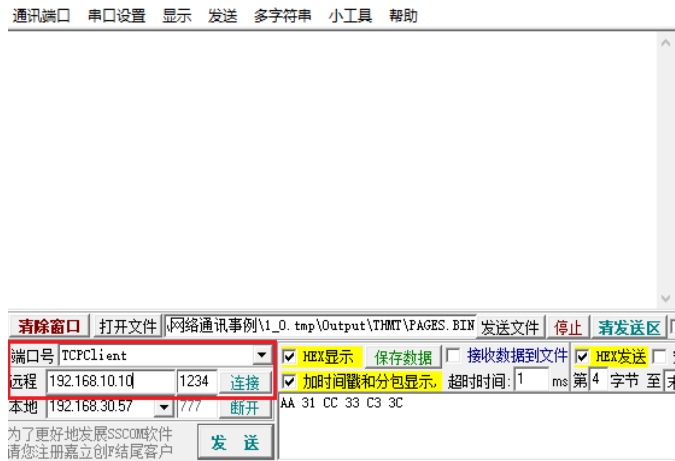 通讯端口 串口设置 显示 发送 多字符串 小工具 帮助
清除窗口 打开文件 网络通讯事例\1_0.tmp\Output\THMT\PAGES.BIN 发送文件 停止 清发送区
端口号 TCPClient HEX显示 保存数据 接收数据到文件 HEX发送
远程 192.168.10.10 1234 连接 加时间戳和分包显示, 超时时间: 1 ms 第 4 字节 至
本地 192.168.30.57 777 断开 AA 31 CC 33 C3 3C
为了更好地发展SSCOM软件
请您注册嘉立创F结尾客户
发 送